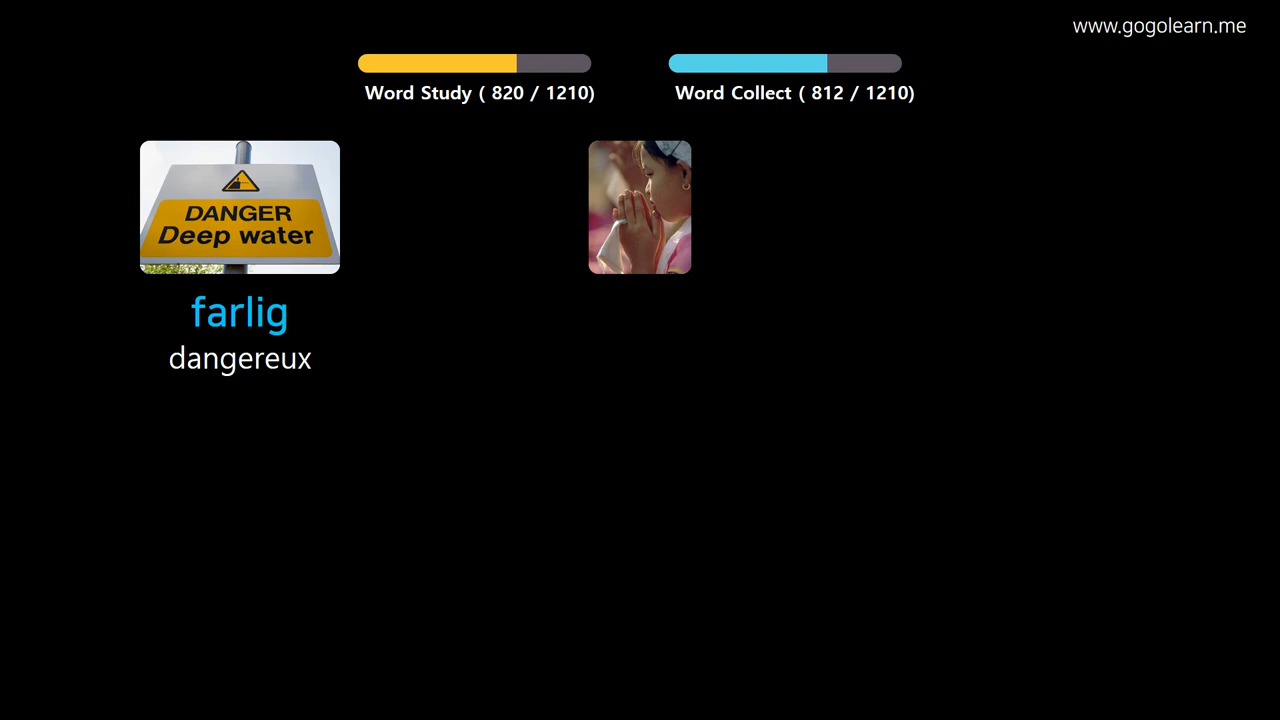 www.gogolearn.me
Word Study ( 820 / 1210)
Word Collect ( 812 / 1210)
DANGER
Deep water
farlig
dangereux